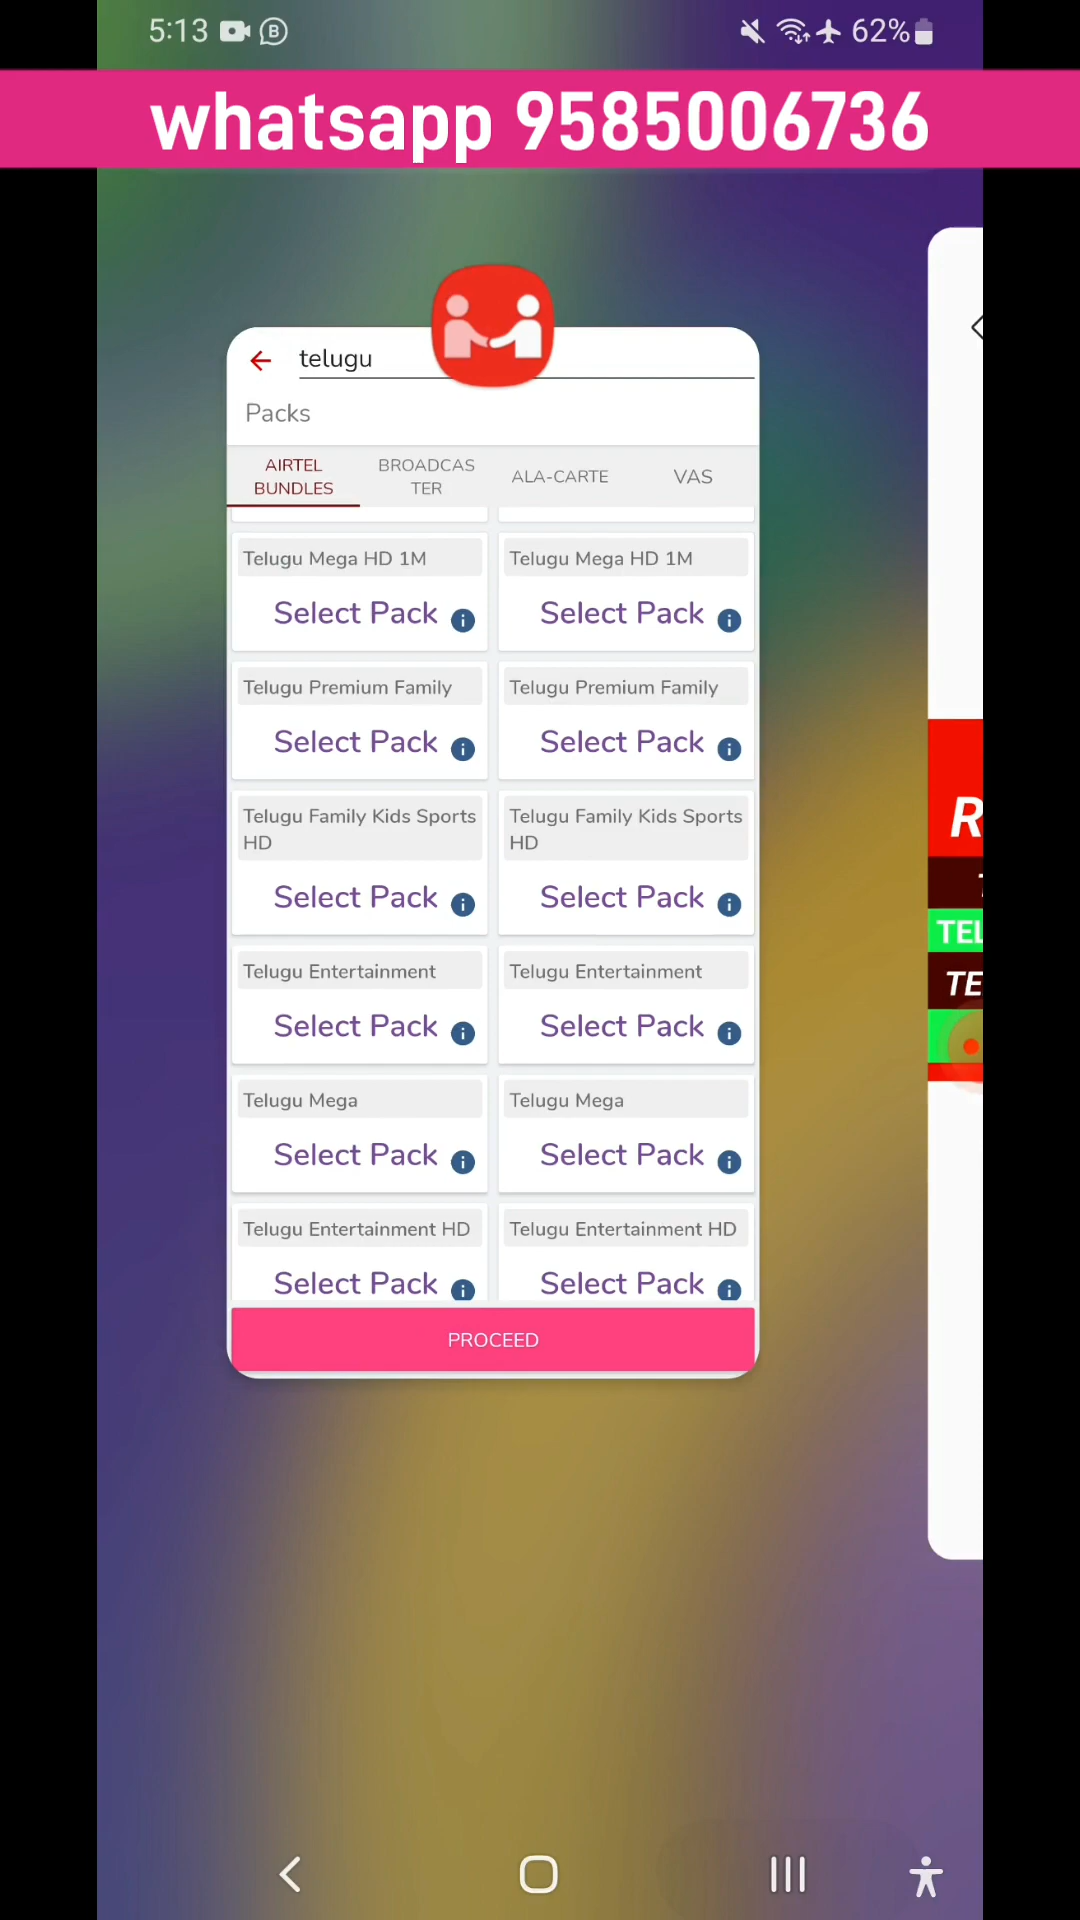 5:13
62%
whatsapp 9585006736
telugu
Packs
AIRTEL BUNDLES
BROADCAS
TER
ALA-CARTE
VAS
Telugu Mega HD 1M
Select Pack
Telugu Mega HD 1M
Select Pack
Telugu Premium Family
Select Pack
Telugu Premium Family
Select Pack
Telugu Family Kids Sports
HD
Select Pack
Telugu Family Kids Sports
HD
Select Pack
Telugu Entertainment
Select Pack
Telugu Entertainment
Select Pack
Telugu Mega
Select Pack
Telugu Mega
Select Pack
Telugu Entertainment HD
Select Pack
Telugu Entertainment HD
Select Pack
PROCEED
R
TEL
TE